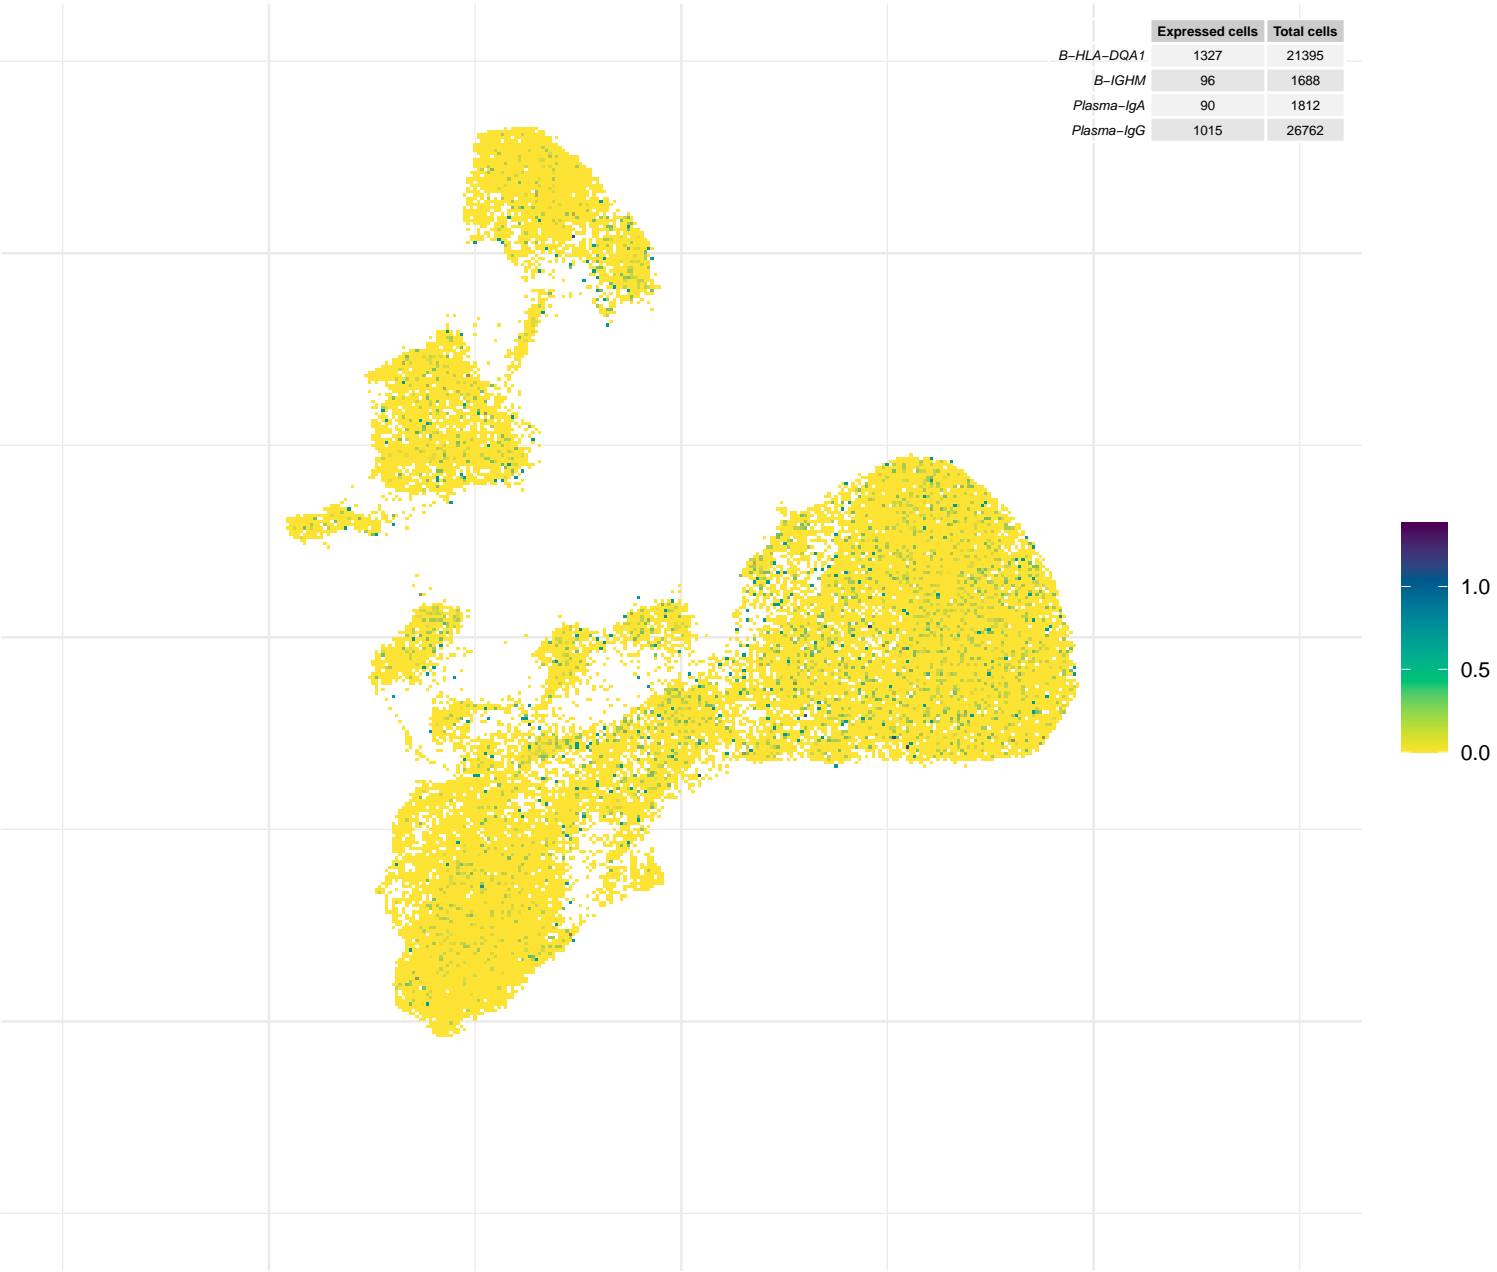 Expressed cells Total cells
B−HLA−DQA1 1327 21395
B−IGHM 96 1688
Plasma−IgA 90 1812
Plasma−IgG 1015 26762
1.0
0.5
0.0